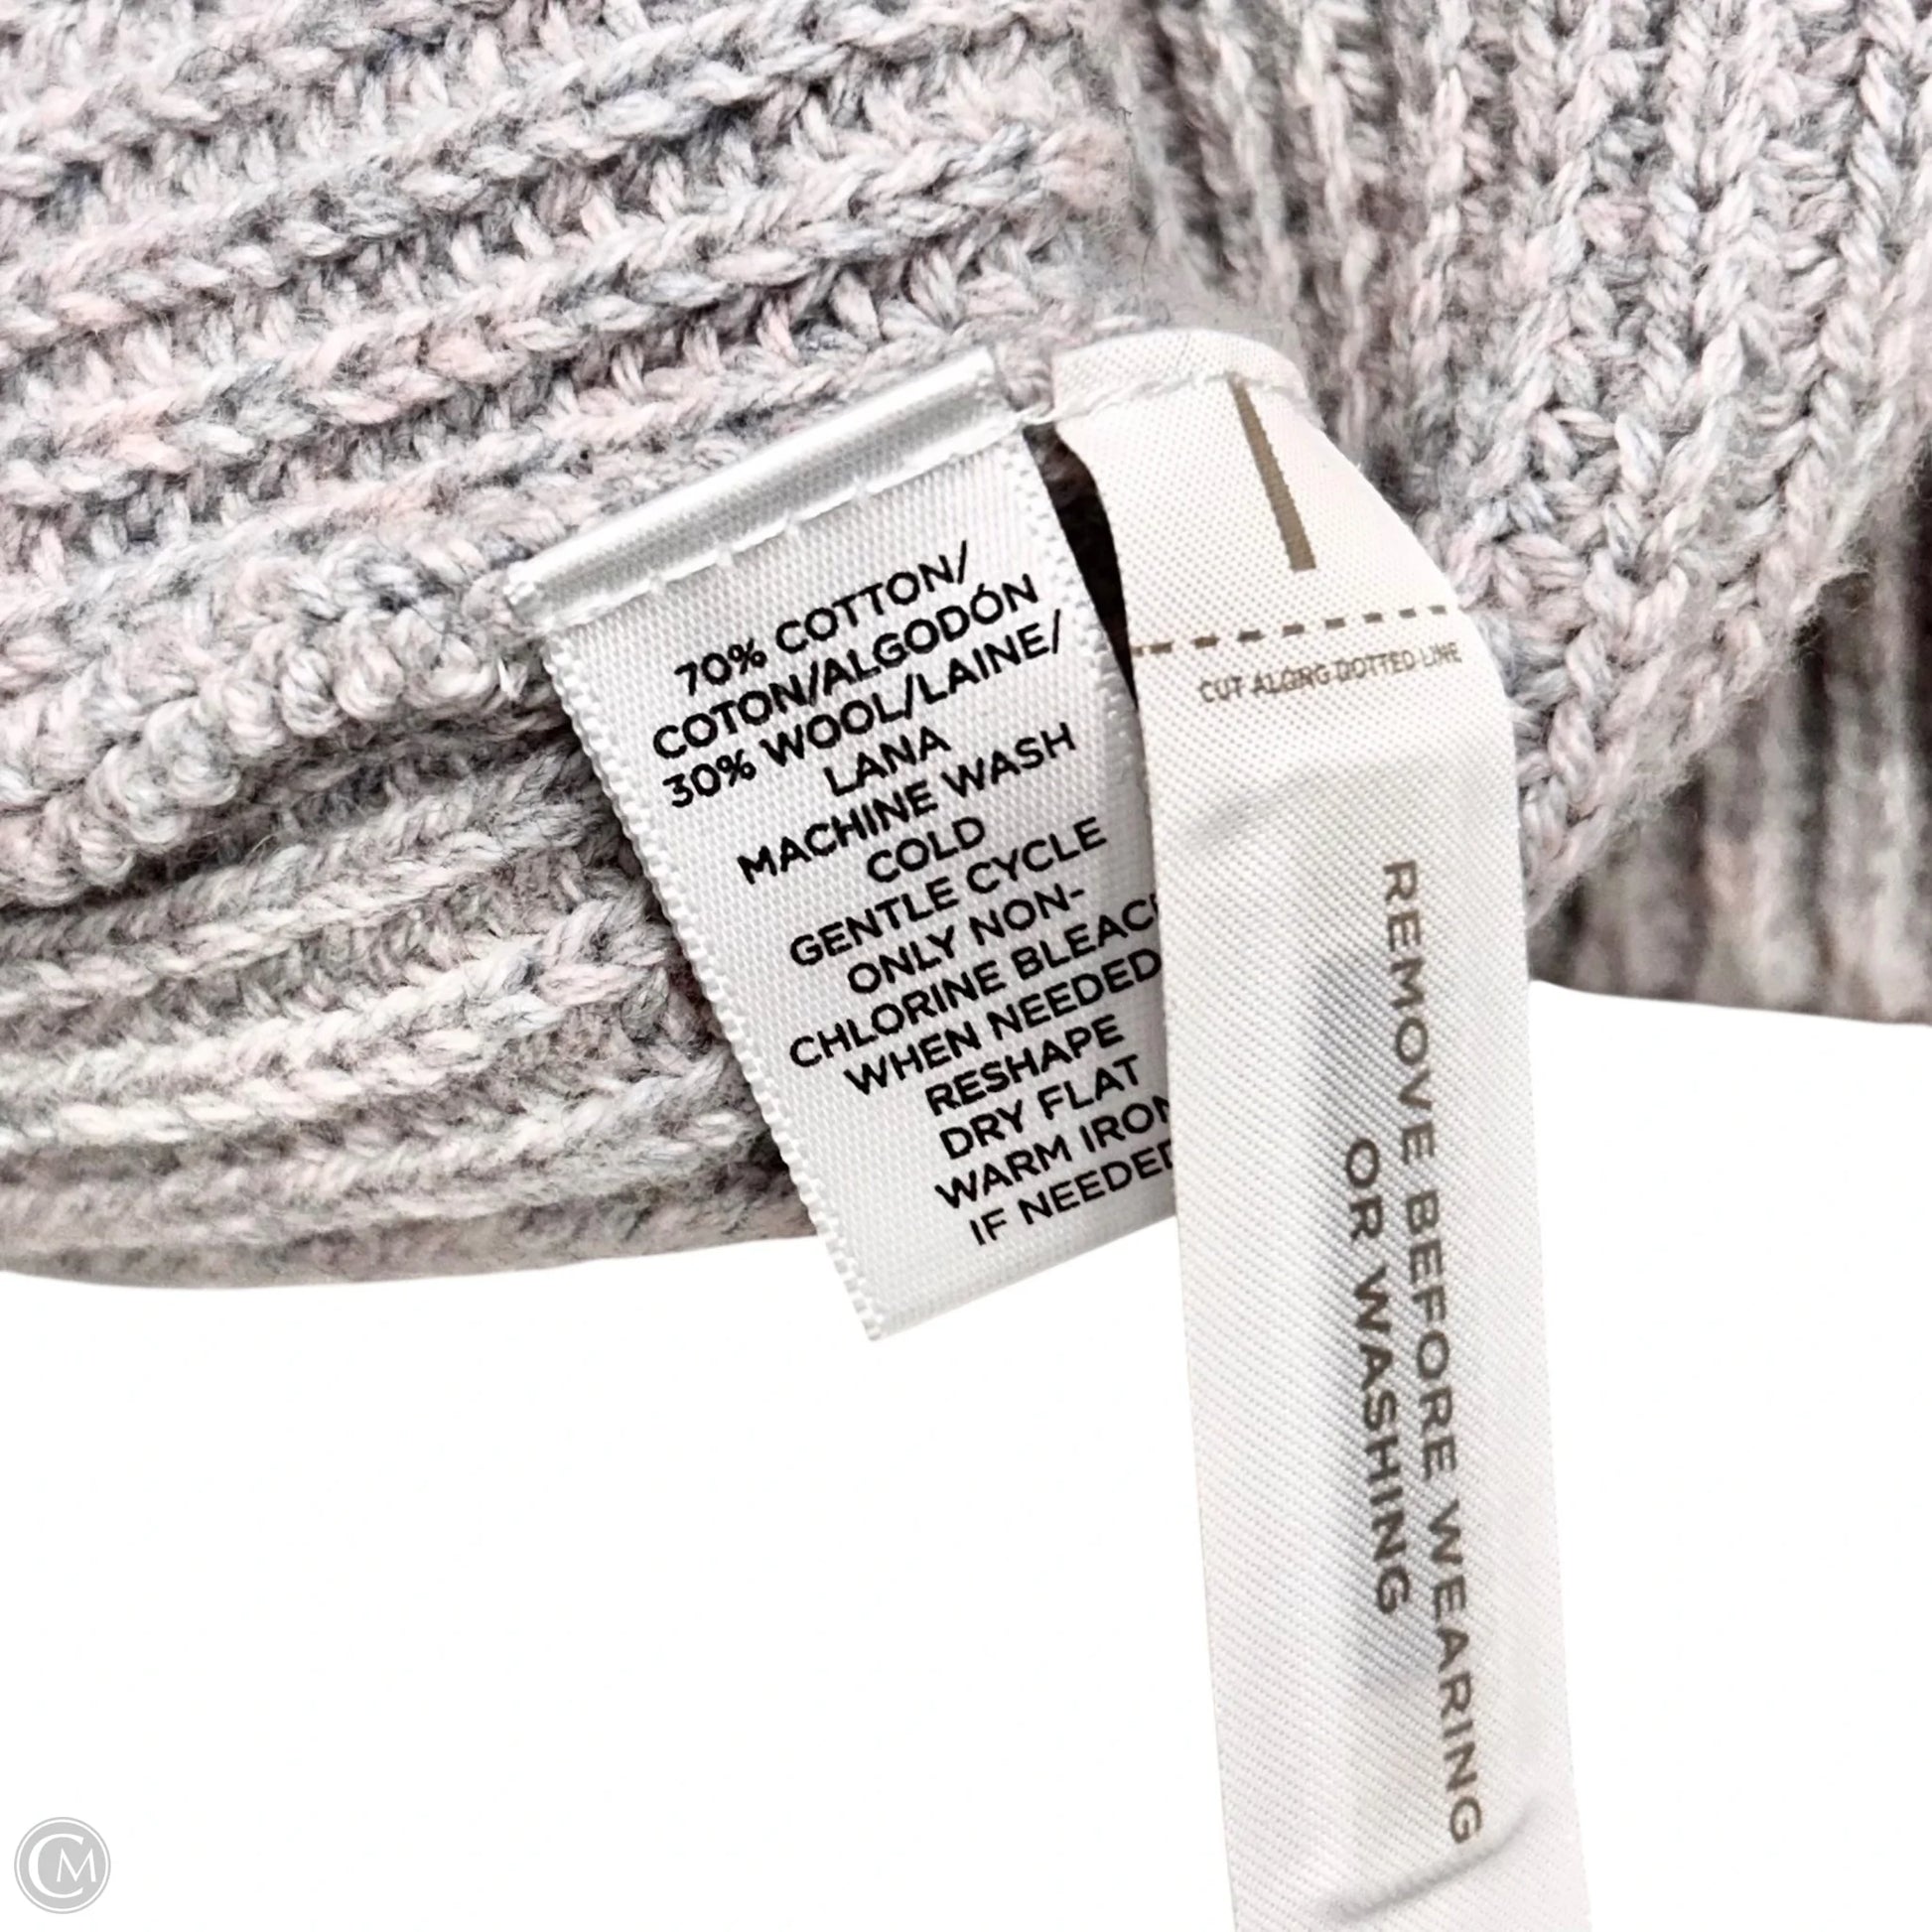 70% COTTON/
COTON/ALGODÓN
30% WOOL/LAINE/
LANA
MACHINE WASH
COLD
GENTLE CYCLE
ONLY NON-
CHLORINE BLEACH
WHEN NEEDED
RESHAPE
DRY FLAT
WARM IRON
IF NEEDED
CUT ALONG DOTTED LINE
REMOVE BEFORE WEARING
OR WASHING
CM